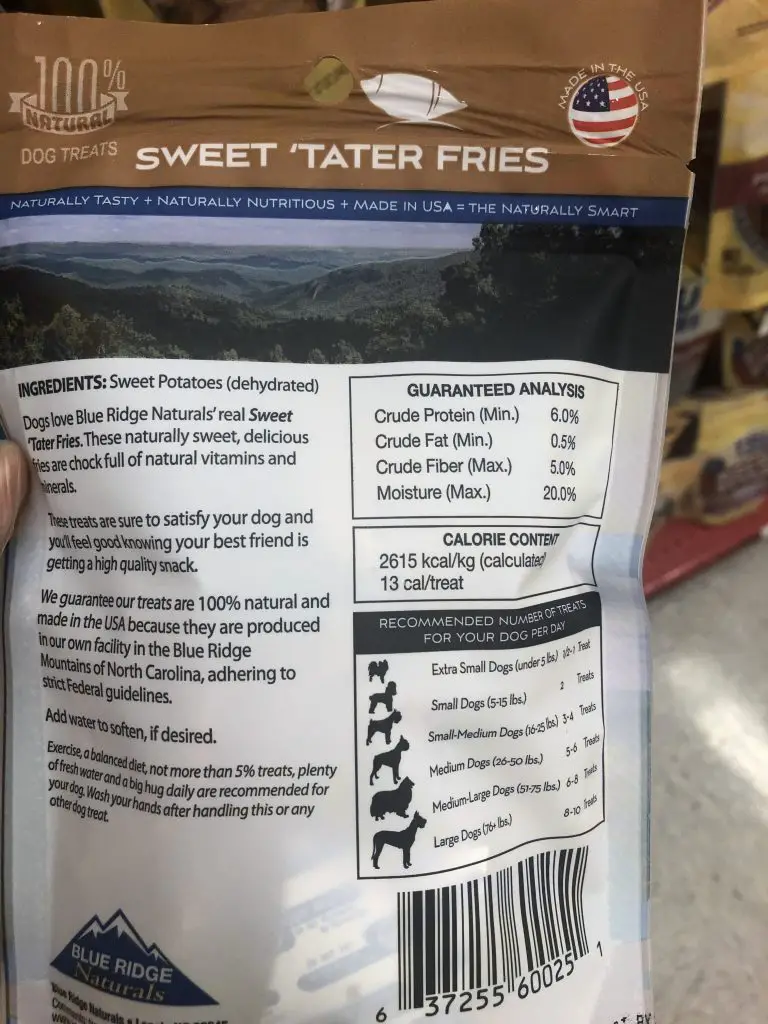 100%
NATURAL
DOG TREATS
MADE IN THE USA
SWEET 'TATER FRIES
NATURALLY TASTY + NATURALLY NUTRITIOUS + MADE IN USA = THE NATURALLY SMART
INGREDIENTS: Sweet Potatoes (dehydrated)
Dogs love Blue Ridge Naturals' real Sweet
'Tater Fries. These naturally sweet, delicious
fries are chock full of natural vitamins and
minerals.
These treats are sure to satisfy your dog and
you'll feel good knowing your best friend is
getting a high quality snack.
We guarantee our treats are 100% natural and
made in the USA because they are produced
in our own facility in the Blue Ridge
Mountains of North Carolina, adhering to
strict Federal guidelines.
Add water to soften, if desired.
Exercise, a balanced diet, not more than 5% treats, plenty
of fresh water and a big hug daily are recommended for
your dog. Wash your hands after handling this or any
other dog treat.
GUARANTEED ANALYSIS
Crude Protein (Min.) 6.0%
Crude Fat (Min.) 0.5%
Crude Fiber (Max.) 5.0%
Moisture (Max.) 20.0%
CALORIE CONTENT
2615 kcal/kg (calculated)
13 cal/treat
RECOMMENDED NUMBER OF TREATS
FOR YOUR DOG PER DAY
Extra Small Dogs (under 5 lbs.) 1/2-1 Treat
Small Dogs (5-15 lbs.) 2 Treats
Small-Medium Dogs (16-25 lbs.) 3-4 Treats
Medium Dogs (26-50 lbs.) 5-6 Treats
Medium-Large Dogs (51-75 lbs.) 6-8 Treats
Large Dogs (76+ lbs.) 8-10 Treats
BLUE RIDGE
Naturals
Blue Ridge Naturals
6 37255 60025 1